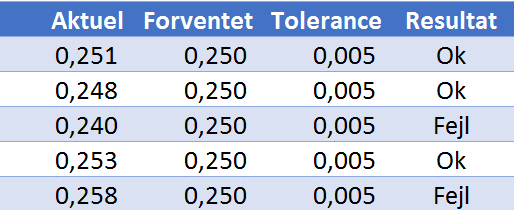 Aktuel Forventet Tolerance Resultat
0,251 0,250 0,005 Ok
0,248 0,250 0,005 Ok
0,240 0,250 0,005 Fejl
0,253 0,250 0,005 Ok
0,258 0,250 0,005 Fejl